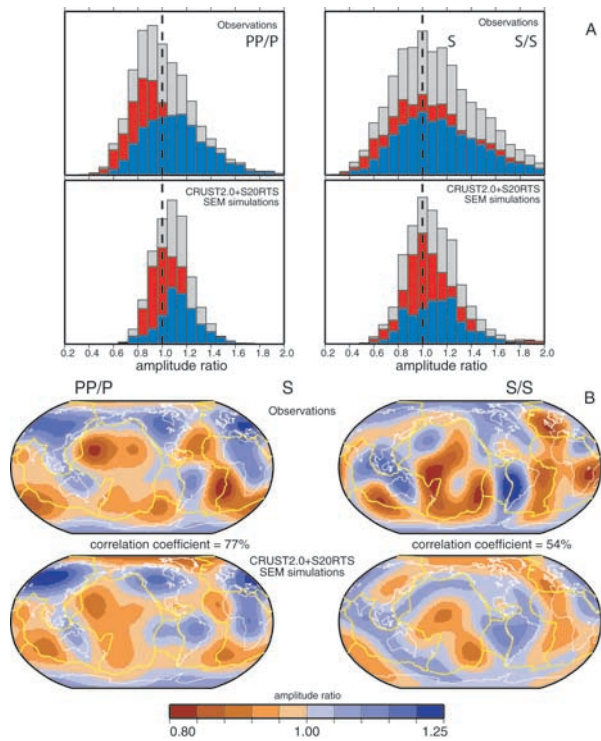 Observations
PP/P
Observations
S S/S
A
CRUST2.0+S20RTS
SEM simulations
CRUST2.0+S20RTS
SEM simulations
0.2 0.4 0.6 0.8 1.0 1.2 1.4 1.6 1.8 2.0
amplitude ratio
0.2 0.4 0.6 0.8 1.0 1.2 1.4 1.6 1.8 2.0
amplitude ratio
PP/P S S/S B
Observations
correlation coefficient = 77% correlation coefficient = 54%
CRUST2.0+S20RTS
SEM simulations
amplitude ratio
0.80 1.00 1.25